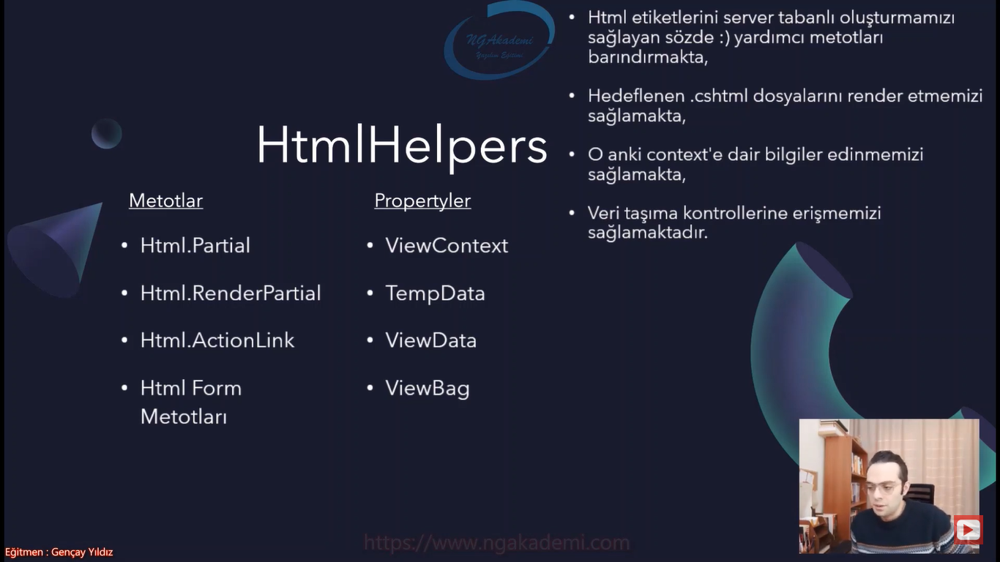 NGAkademi
Yazılım Eğitimi
HtmlHelpers
Metotlar
• Html.Partial
• Html.RenderPartial
• Html.ActionLink
• Html Form
Metotları
Propertyler
• ViewContext
• TempData
• ViewData
• ViewBag
• Html etiketlerini server tabanlı oluşturmamızı
sağlayan sözde :) yardımcı metotları
barındırmakta,
• Hedeflenen .cshtml dosyalarını render etmemizi
sağlamakta,
• O anki context'e dair bilgiler edinmemizi
sağlamakta,
• Veri taşıma kontrollerine erişmemizi
sağlamaktadır.
https://www.ngakademi.com
Eğitmen : Gençay Yıldız